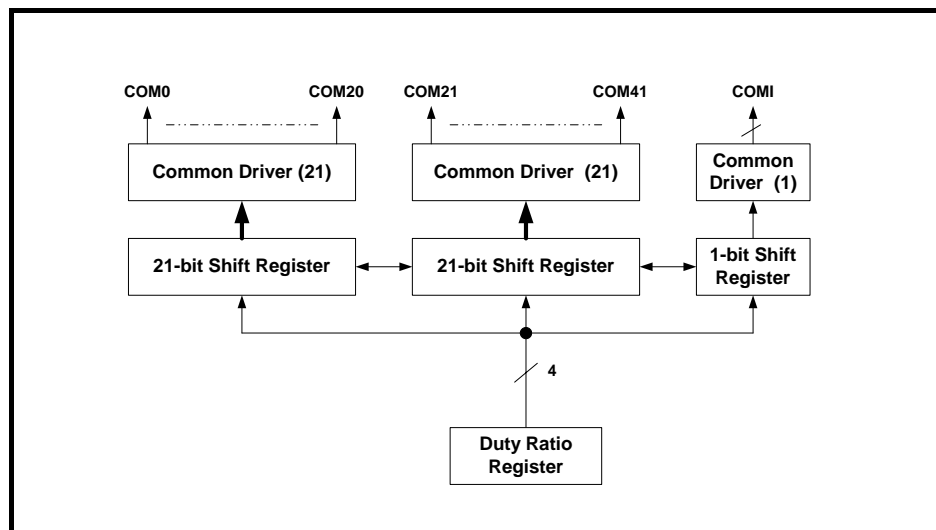 COM0 COM20 COM21 COM41 COMI
Common Driver (21)
Common Driver (21)
Common
Driver (1)
21-bit Shift Register
21-bit Shift Register
1-bit Shift
Register
4
Duty Ratio
Register